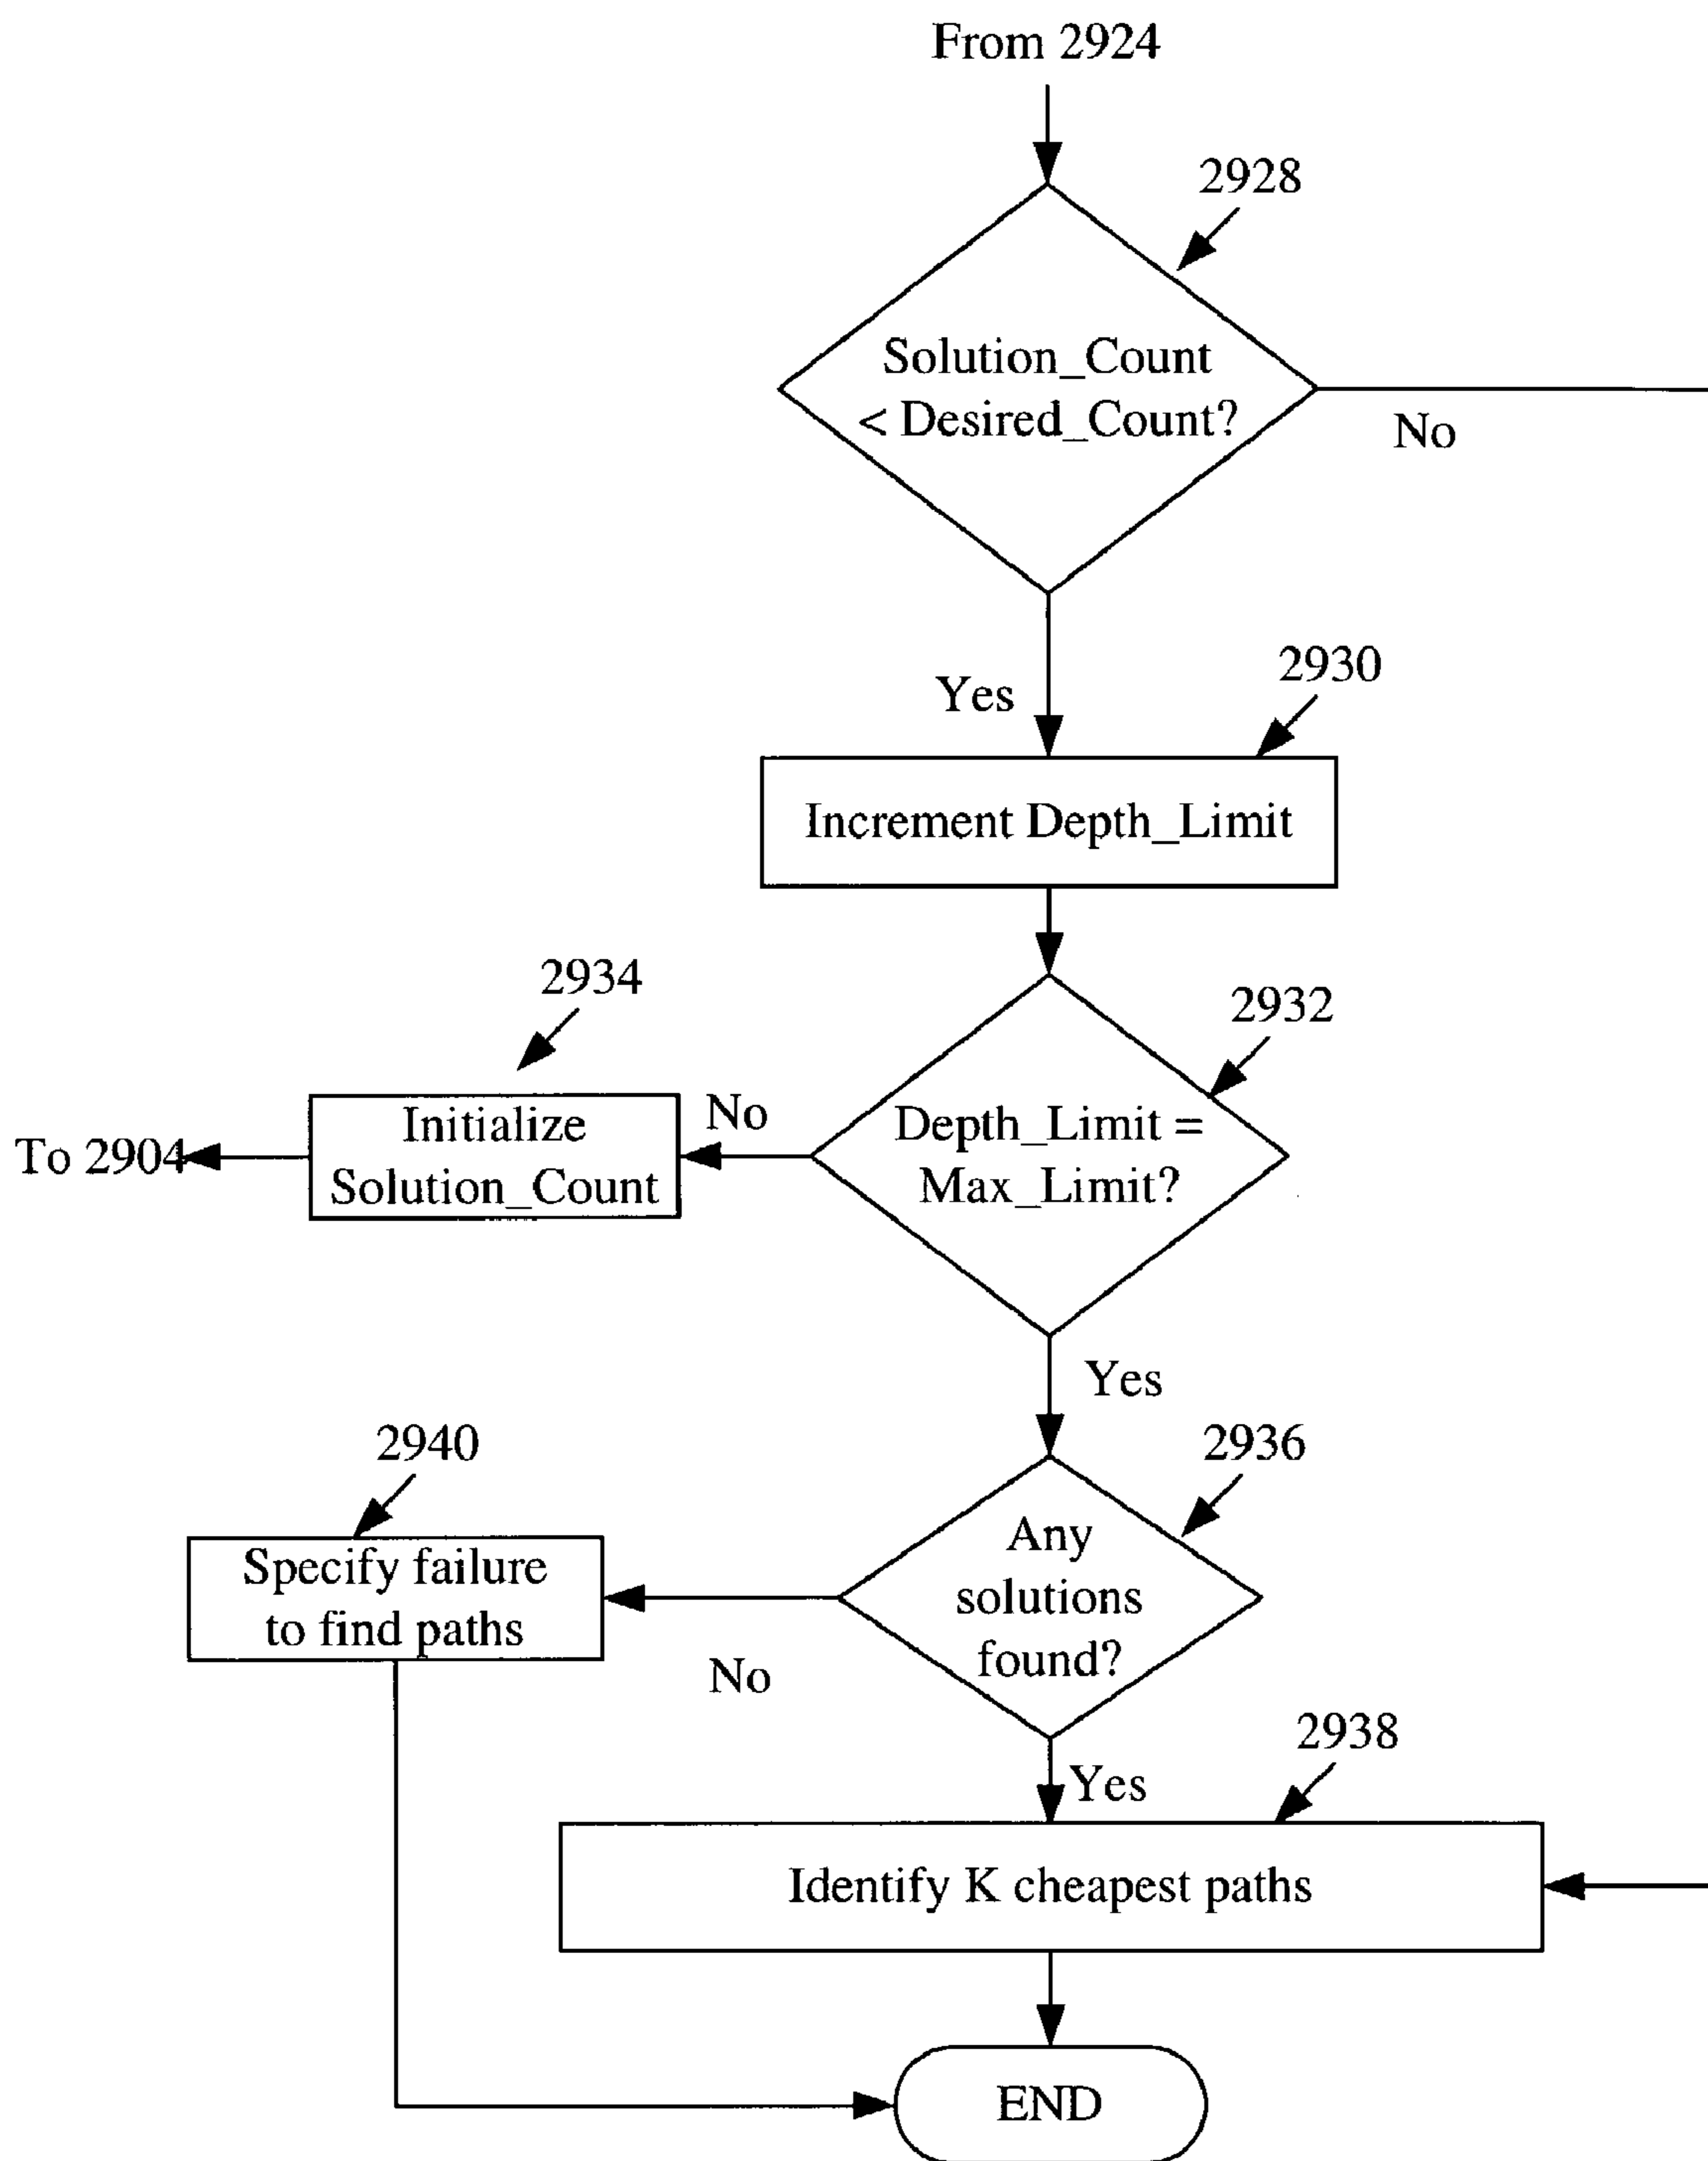 From 2924
2928
Solution_Count
< Desired_Count?
No
2930
Yes
Increment Depth_Limit
2934
2932
Initialize
Solution_Count
No
Depth_Limit =
Max_Limit?
To 2904
Yes
2940
2936
Specify failure
to find paths
No
Any
solutions
found?
2938
Yes
Identify K cheapest paths
END